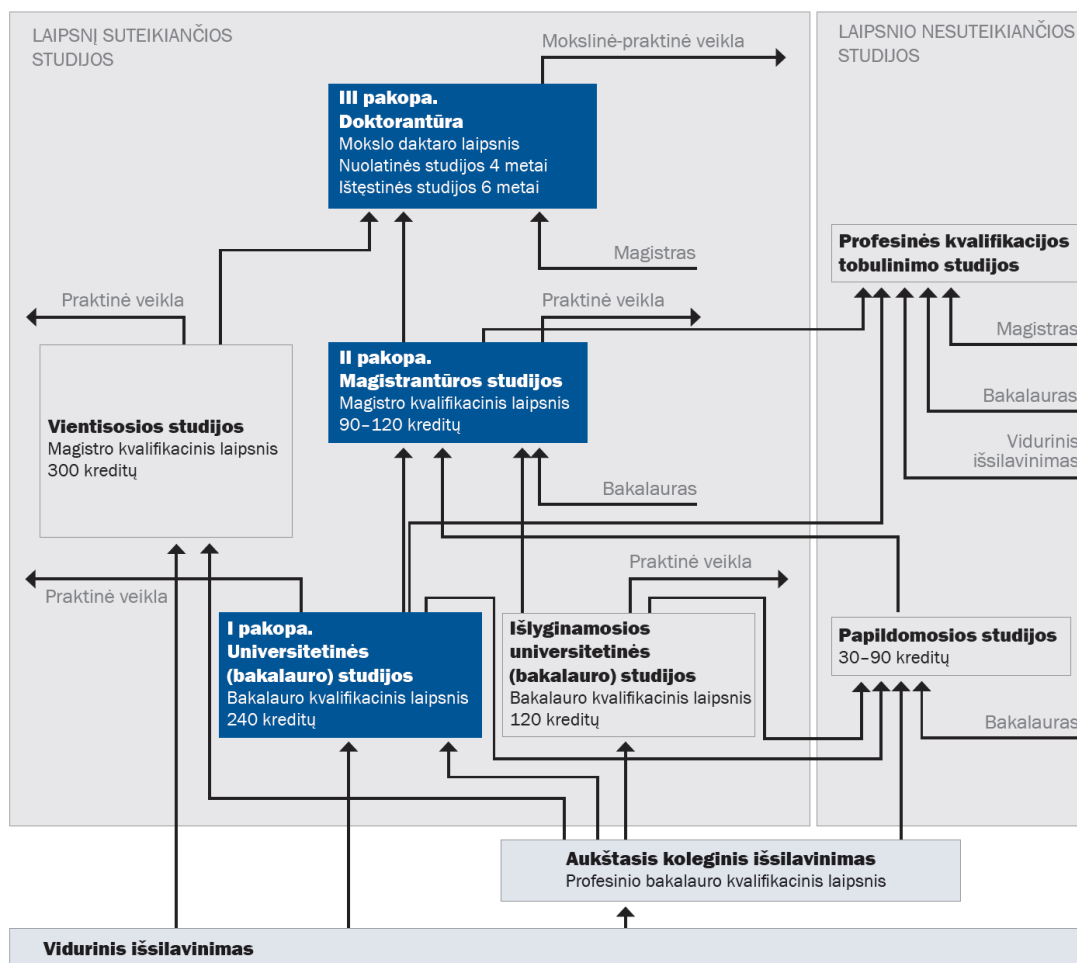 LAIPSNĮ SUTEIKIANČIOS
STUDIJOS
Mokslinė-praktinė veikla
LAIPSNIO NESUTEIKIANČIOS
STUDIJOS
III pakopa.
Doktorantūra
Mokslo daktaro laipsnis
Nuolatinės studijos 4 metai
Ištęstinės studijos 6 metai
Magistras
Profesinės kvalifikacijos
tobulinimo studijos
Praktinė veikla
Praktinė veikla
Magistras
II pakopa.
Magistrantūros studijos
Magistro kvalifikacinis laipsnis
90–120 kreditų
Bakalauras
Vientisosios studijos
Magistro kvalifikacinis laipsnis
300 kreditų
Vidurinis
išsilavinimas
Bakalauras
Praktinė veikla
Praktinė veikla
I pakopa.
Universitetinės
(bakalauro) studijos
Bakalauro kvalifikacinis laipsnis
240 kreditų
Išlyginamosios
universitetinės
(bakalauro) studijos
Bakalauro kvalifikacinis laipsnis
120 kreditų
Papildomosios studijos
30–90 kreditų
Bakalauras
Aukštasis koleginis išsilavinimas
Profesinio bakalauro kvalifikacinis laipsnis
Vidurinis išsilavinimas